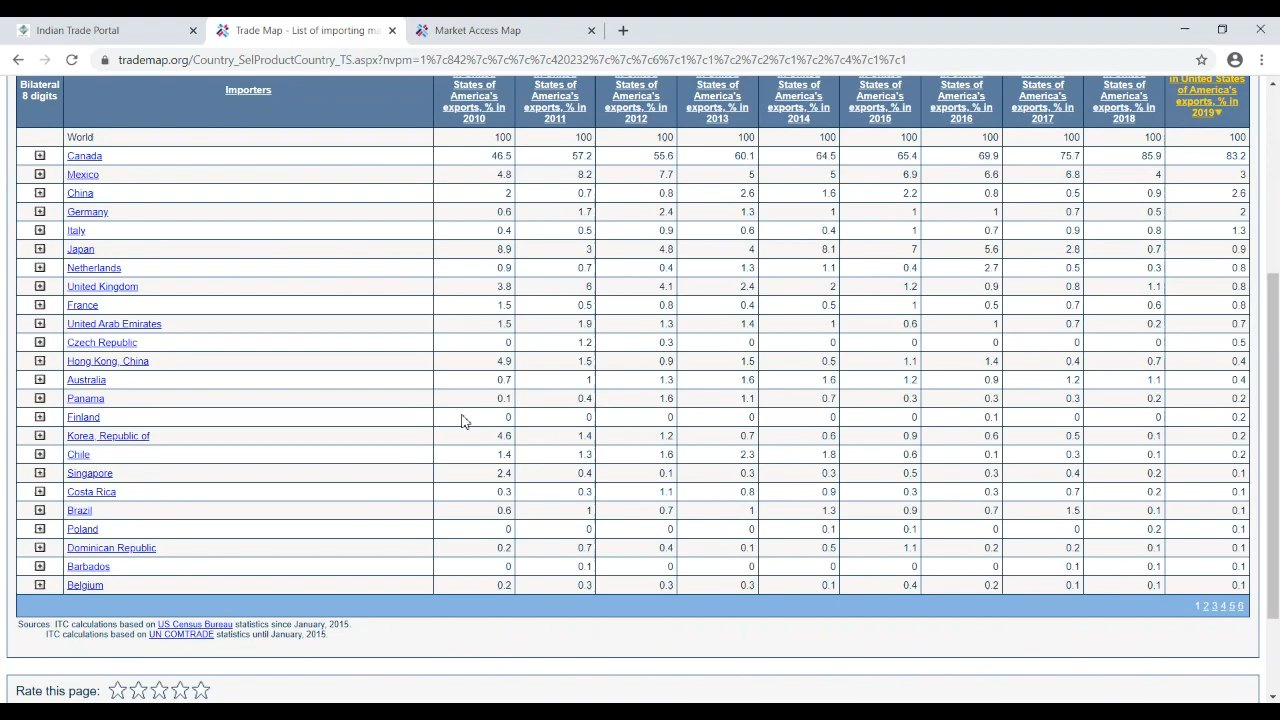 Indian Trade Portal
Trade Map - List of importing ma
Market Access Map
trademap.org/Country_SelProductCountry_TS.aspx?nvpm=1%7c842%7c%7c%7c%7c420232%7c%7c%7c6%7c1%7c1%7c2%7c2%7c1%7c2%7c4%7c1%7c1
Bilateral 8 digits
Importers
in United States of America's exports, % in 2010
States of America's exports, % in 2011
States of America's exports, % in 2012
States of America's exports, % in 2013
States of America's exports, % in 2014
States of America's exports, % in 2015
States of America's exports, % in 2016
States of America's exports, % in 2017
States of America's exports, % in 2018
in United States of America's exports, % in 2019
World 100 100 100 100 100 100 100 100 100 100
Canada 46.5 57.2 55.6 60.1 64.5 65.4 69.9 75.7 85.9 83.2
Mexico 4.8 8.2 7.7 5 5 6.9 6.6 6.8 4 3
China 2 0.7 0.8 2.6 1.6 2.2 0.8 0.5 0.9 2.6
Germany 0.6 1.7 2.4 1.3 1 1 1 0.7 0.5 2
Italy 0.4 0.5 0.9 0.6 0.4 1 0.7 0.9 0.8 1.3
Japan 8.9 3 4.8 4 8.1 7 5.6 2.8 0.7 0.9
Netherlands 0.9 0.7 0.4 1.3 1.1 0.4 2.7 0.5 0.3 0.8
United Kingdom 3.8 6 4.1 2.4 2 1.2 0.9 0.8 1.1 0.8
France 1.5 0.5 0.8 0.4 0.5 1 0.5 0.7 0.6 0.8
United Arab Emirates 1.5 1.9 1.3 1.4 1 0.6 1 0.7 0.2 0.7
Czech Republic 0 1.2 0.3 0 0 0 0 0 0 0.5
Hong Kong, China 4.9 1.5 0.9 1.5 0.5 1.1 1.4 0.4 0.7 0.4
Australia 0.7 1 1.3 1.6 1.6 1.2 0.9 1.2 1.1 0.4
Panama 0.1 0.4 1.6 1.1 0.7 0.3 0.3 0.3 0.2 0.2
Finland 0 0 0 0 0 0 0.1 0 0 0.2
Korea, Republic of 4.6 1.4 1.2 0.7 0.6 0.9 0.6 0.5 0.1 0.2
Chile 1.4 1.3 1.6 2.3 1.8 0.6 0.1 0.3 0.1 0.2
Singapore 2.4 0.4 0.1 0.3 0.3 0.5 0.3 0.4 0.2 0.1
Costa Rica 0.3 0.3 1.1 0.8 0.9 0.3 0.3 0.7 0.2 0.1
Brazil 0.6 1 0.7 1 1.3 0.9 0.7 1.5 0.1 0.1
Poland 0 0 0 0 0.1 0.1 0 0 0.2 0.1
Dominican Republic 0.2 0.7 0.4 0.1 0.5 1.1 0.2 0.2 0.1 0.1
Barbados 0 0.1 0 0 0 0 0 0.1 0.1 0.1
Belgium 0.2 0.3 0.3 0.3 0.1 0.4 0.2 0.1 0.1 0.1
1 2 3 4 5 6
Sources: ITC calculations based on US Census Bureau statistics since January, 2015.
ITC calculations based on UN COMTRADE statistics until January, 2015.
Rate this page: